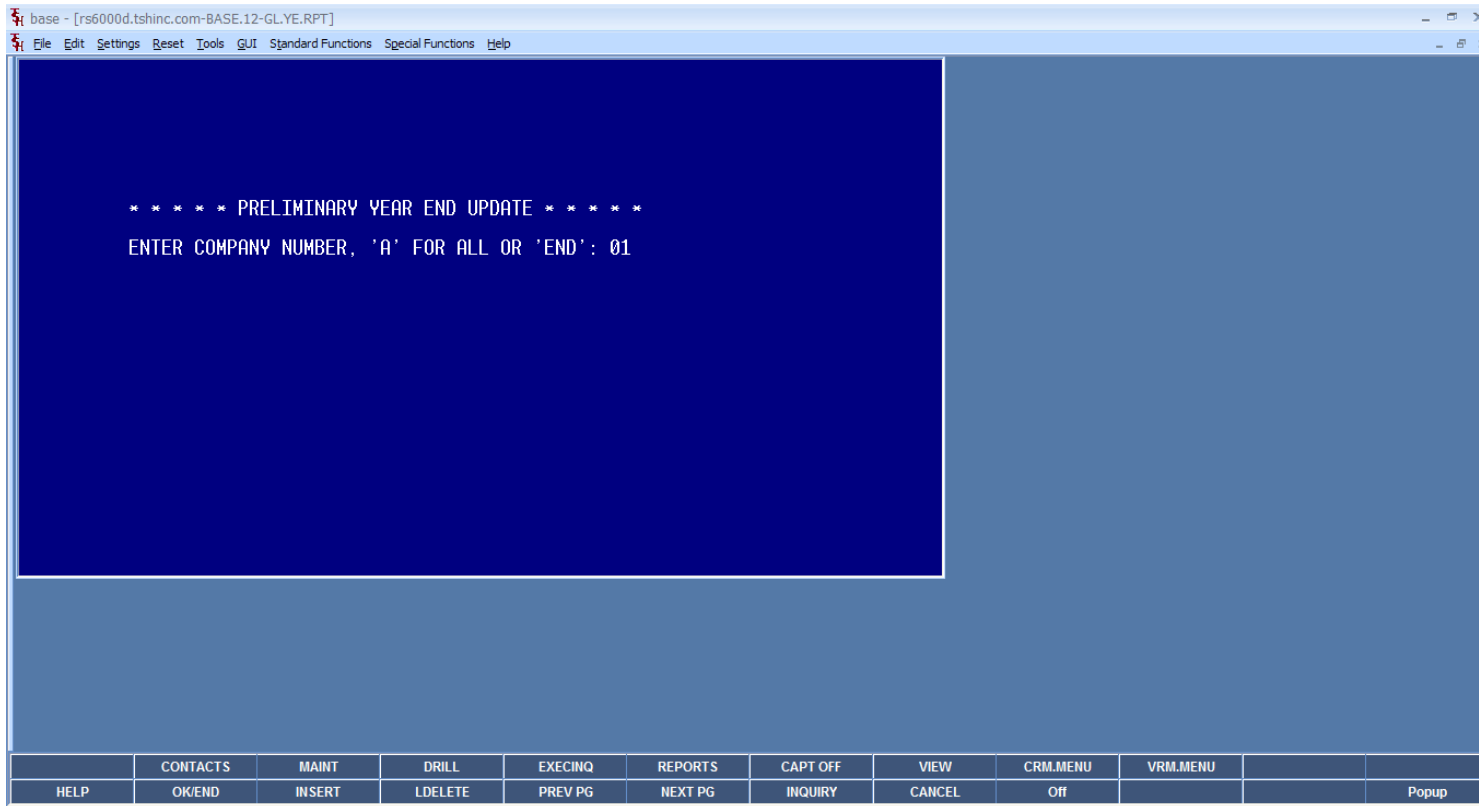 base - [rs6000d.tshinc.com-BASE.12-GL.YE.RPT]
File Edit Settings Reset Tools GUI Standard Functions Special Functions Help
* * * * * PRELIMINARY YEAR END UPDATE * * * * *
ENTER COMPANY NUMBER, 'A' FOR ALL OR 'END': 01
CONTACTS MAINT DRILL EXECINQ REPORTS CAPT OFF VIEW CRM.MENU VRM.MENU
HELP OK/END INSERT LDELETE PREV PG NEXT PG INQUIRY CANCEL Off Popup